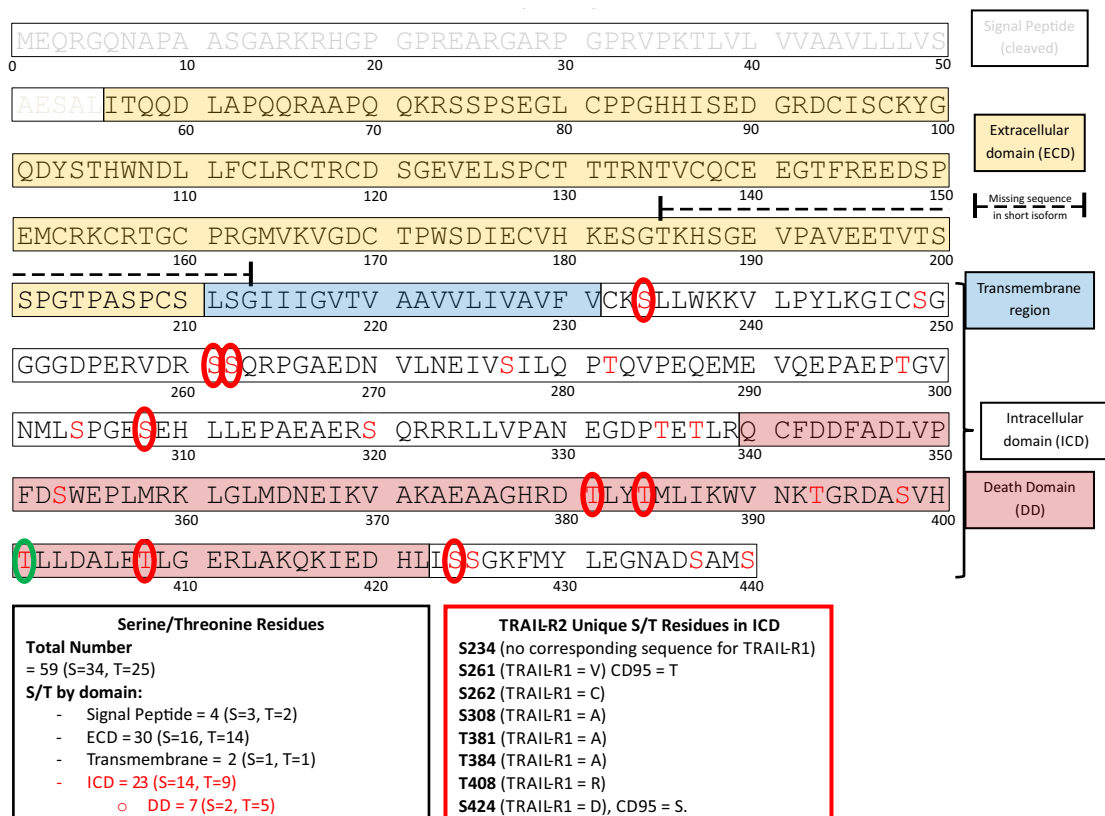 MEQRGQNAPA ASGARKRHGP GPREARGARP GPRVPKTLVL VVAAVLLLVS
0 10 20 30 40 50
AESALITQQD LAPQQRAAPQ QKRSSPSEGL CPPGHHISED GRDCISCKYG
60 70 80 90 100
QDYSTHWNDL LFCLRCTRCD SGEVELSPCT TTRNTVCQCE EGTFREEDSP
110 120 130 140 150
EMCRKCRTGC PRGMVKVGDC TPWSDIECVH KESGTKHSGE VPAVEETVTS
160 170 180 190 200
SPGTPASPCS LSGIIIGVTV AAVVLIVAVF VCKSLLWKKV LPYLKGICSG
210 220 230 240 250
GGGDPERVDR SSQRPGAEDN VLNEIVSILQ PTQVPEQEME VQEPAEPTGV
260 270 280 290 300
NMLSPGESEH LLEPAEAERS QRRRLLVPAN EGDPTETLRQ CFDDFADLVP
310 320 330 340 350
FDSWEPLMRK LGLMDNEIKV AKAEAAGHRD TLYTMLIKWV NKTGRDASVH
360 370 380 390 400
TLLDALETLG ERLAKQKIED HLLSSGKFMY LEGNADSAMS
410 420 430 440
Signal Peptide
(cleaved)
Extracellular
domain (ECD)
Missing sequence
in short isoform
Transmembrane
region
Intracellular
domain (ICD)
Death Domain
(DD)
Serine/Threonine Residues
Total Number
= 59 (S=34, T=25)
S/T by domain:
- Signal Peptide = 4 (S=3, T=2)
- ECD = 30 (S=16, T=14)
- Transmembrane = 2 (S=1, T=1)
- ICD = 23 (S=14, T=9)
o DD = 7 (S=2, T=5)
TRAIL-R2 Unique S/T Residues in ICD
S234 (no corresponding sequence for TRAIL-R1)
S261 (TRAIL-R1 = V) CD95 = T
S262 (TRAIL-R1 = C)
S308 (TRAIL-R1 = A)
T381 (TRAIL-R1 = A)
T384 (TRAIL-R1 = A)
T408 (TRAIL-R1 = R)
S424 (TRAIL-R1 = D), CD95 = S.